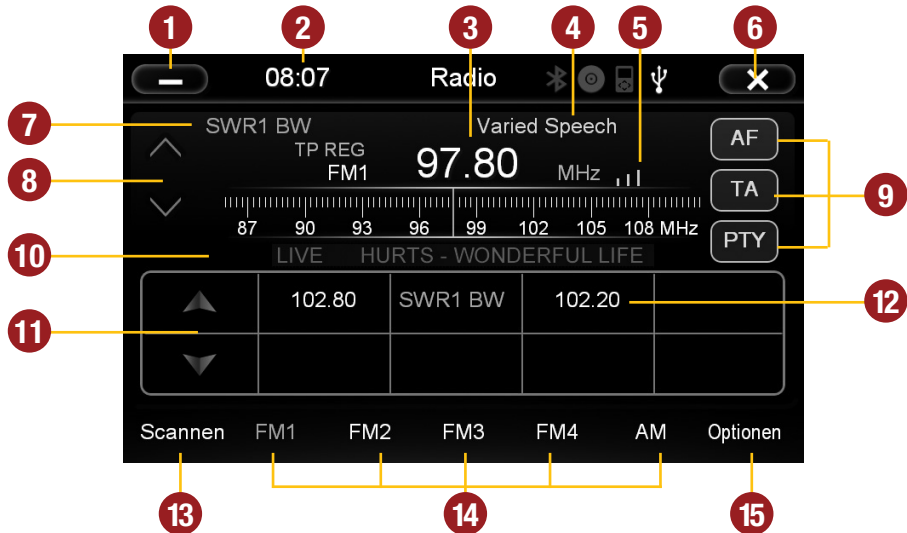 1 2 3 4 5 6
08:07 Radio
7 SWR1 BW Varied Speech
TP REG
FM1 97.80 MHz
AF
8
TA 9
87 90 93 96 99 102 105 108 MHz
PTY
10 LIVE HURTS - WONDERFUL LIFE
102.80 SWR1 BW 102.20 12
11
Scannen FM1 FM2 FM3 FM4 AM Optionen
13 14 15